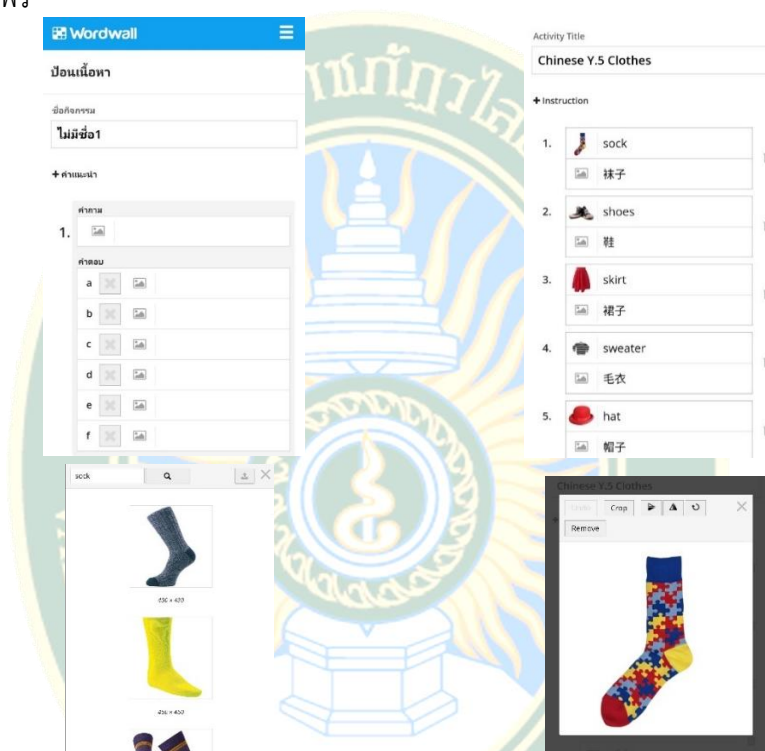 Wordwall
ป้อนเนื้อหา
ชื่อกิจกรรม
ไม่มีชื่อ1
+ คำแนะนำ
คำถาม
1.
คำตอบ
a
b
c
d
e
f
Activity Title
Chinese Y.5 Clothes
+ Instruction
1. sock
袜子
2. shoes
鞋
3. skirt
裙子
4. sweater
毛衣
5. hat
帽子
sock
450 × 450
Chinese Y.5 Clothes
Undo Crop
Remove